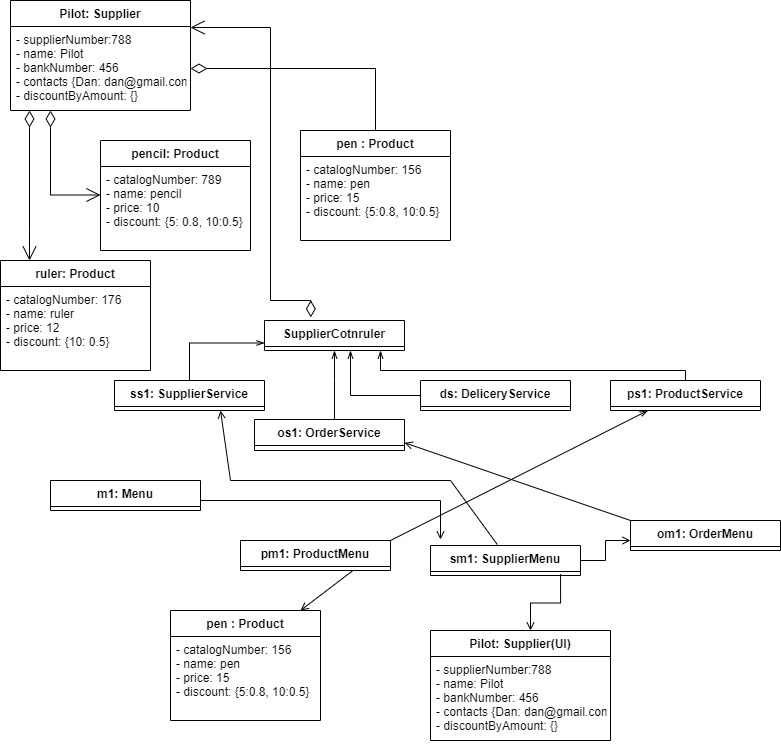 Pilot: Supplier
- supplierNumber:788
- name: Pilot
- bankNumber: 456
- contacts {Dan: dan@gmail.com
- discountByAmount: {}
pencil: Product
- catalogNumber: 789
- name: pencil
- price: 10
- discount: {5: 0.8, 10:0.5}
pen : Product
- catalogNumber: 156
- name: pen
- price: 15
- discount: {5:0.8, 10:0.5}
ruler: Product
- catalogNumber: 176
- name: ruler
- price: 12
- discount: {10: 0.5}
SupplierCotnruler
ss1: SupplierService
ds: DeliceryService
ps1: ProductService
os1: OrderService
m1: Menu
pm1: ProductMenu
sm1: SupplierMenu
om1: OrderMenu
pen : Product
- catalogNumber: 156
- name: pen
- price: 15
- discount: {5:0.8, 10:0.5}
Pilot: Supplier(UI)
- supplierNumber:788
- name: Pilot
- bankNumber: 456
- contacts {Dan: dan@gmail.com
- discountByAmount: {}